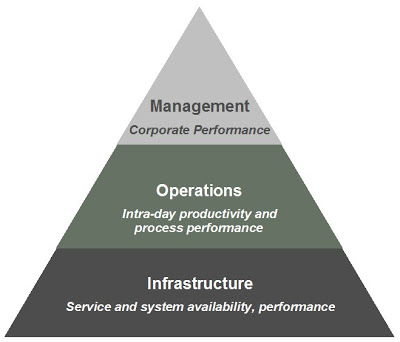 Management
Corporate Performance
Operations
Intra-day productivity and
process performance
Infrastructure
Service and system availability, performance